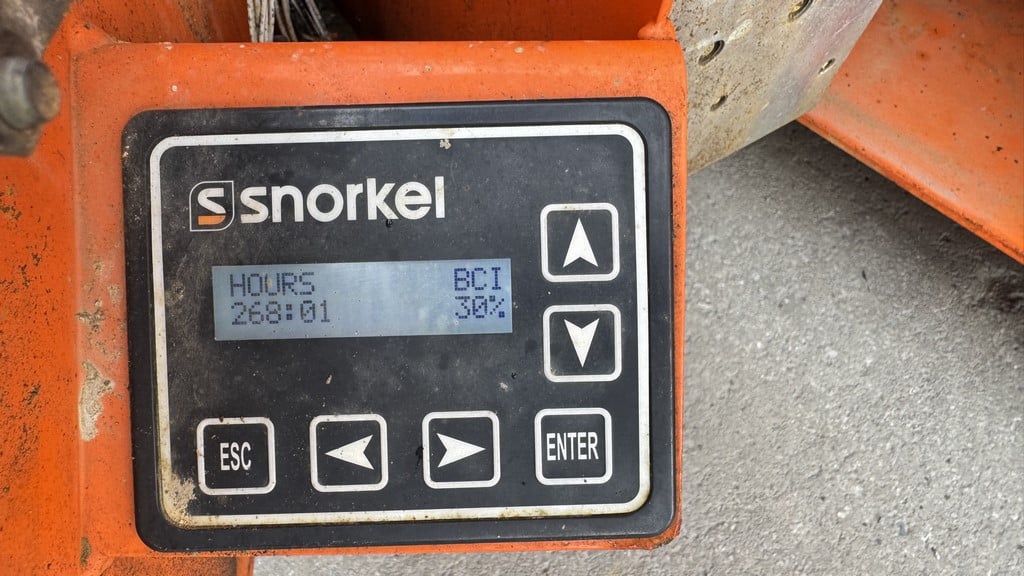 snorkel
HOURS BCI
268:01 30%
ESC ENTER